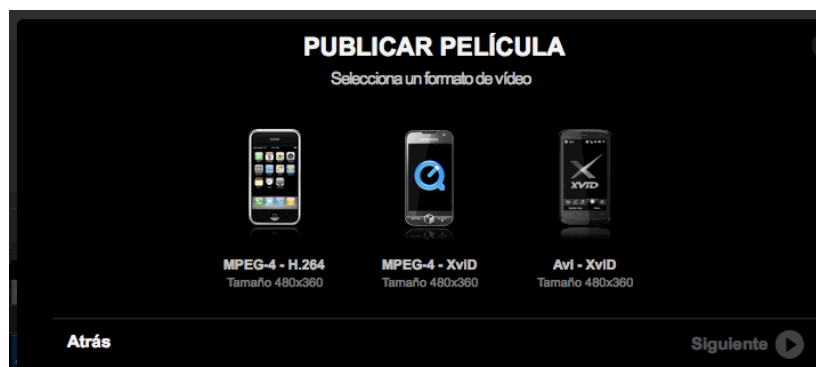 PUBLICAR PELÍCULA
Selecciona un formato de vídeo
XVID
MPEG-4 - H.264
MPEG-4 - XviD
Avi - XviD
Tamaño 480x360
Tamaño 480x360
Tamaño 480x360
Atrás
Siguiente